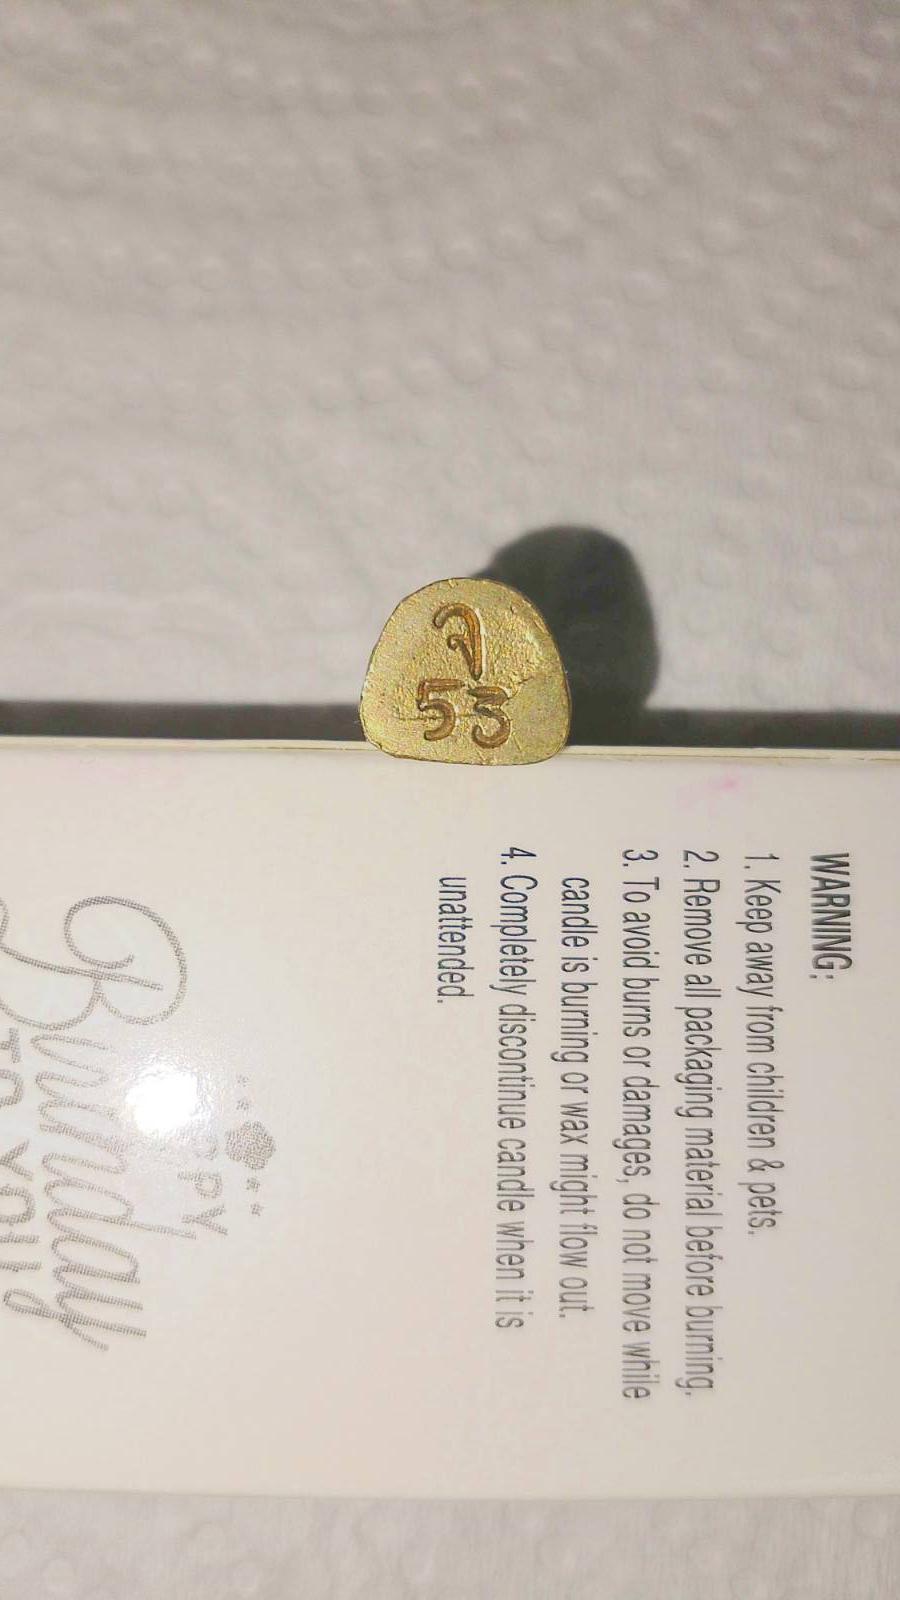 53
WARNING:
1. Keep away from children & pets.
2. Remove all packaging material before burning.
3. To avoid burns or damages, do not move while
candle is burning or wax might flow out.
4. Completely discontinue candle when it is
unattended.
Birthday
TO YOU